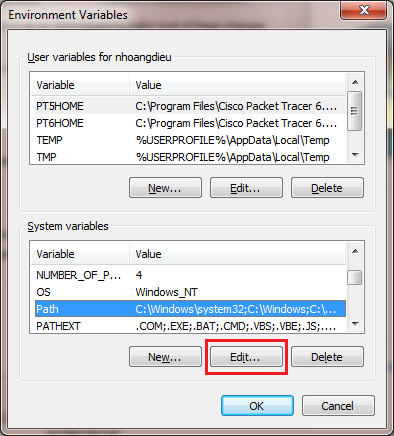 Environment Variables
User variables for nhoangdieu
Variable Value
PT5HOME C:\Program Files\Cisco Packet Tracer 6....
PT6HOME C:\Program Files\Cisco Packet Tracer 6....
TEMP %USERPROFILE%\AppData\Local\Temp
TMP %USERPROFILE%\AppData\Local\Temp
New... Edit... Delete
System variables
Variable Value
NUMBER_OF_P... 4
OS Windows_NT
Path C:\Windows\system32;C:\Windows;C:\...
PATHEXT .COM;.EXE;.BAT;.CMD;.VBS;.VBE;.JS;....
New... Edit... Delete
OK Cancel